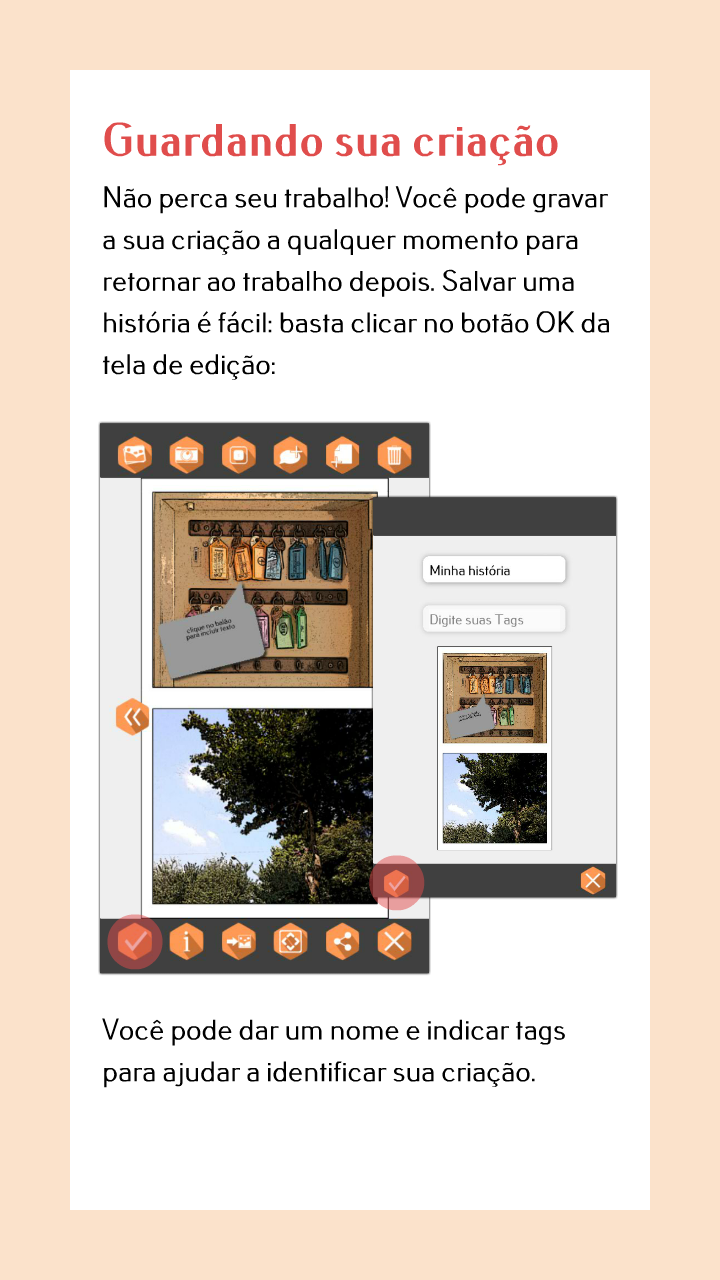 Guardando sua criação
Não perca seu trabalho! Você pode gravar
a sua criação a qualquer momento para
retornar ao trabalho depois. Salvar uma
história é fácil: basta clicar no botão OK da
tela de edição:
clique no balão
para incluir texto
Minha história
Digite suas Tags
Você pode dar um nome e indicar tags
para ajudar a identificar sua criação.